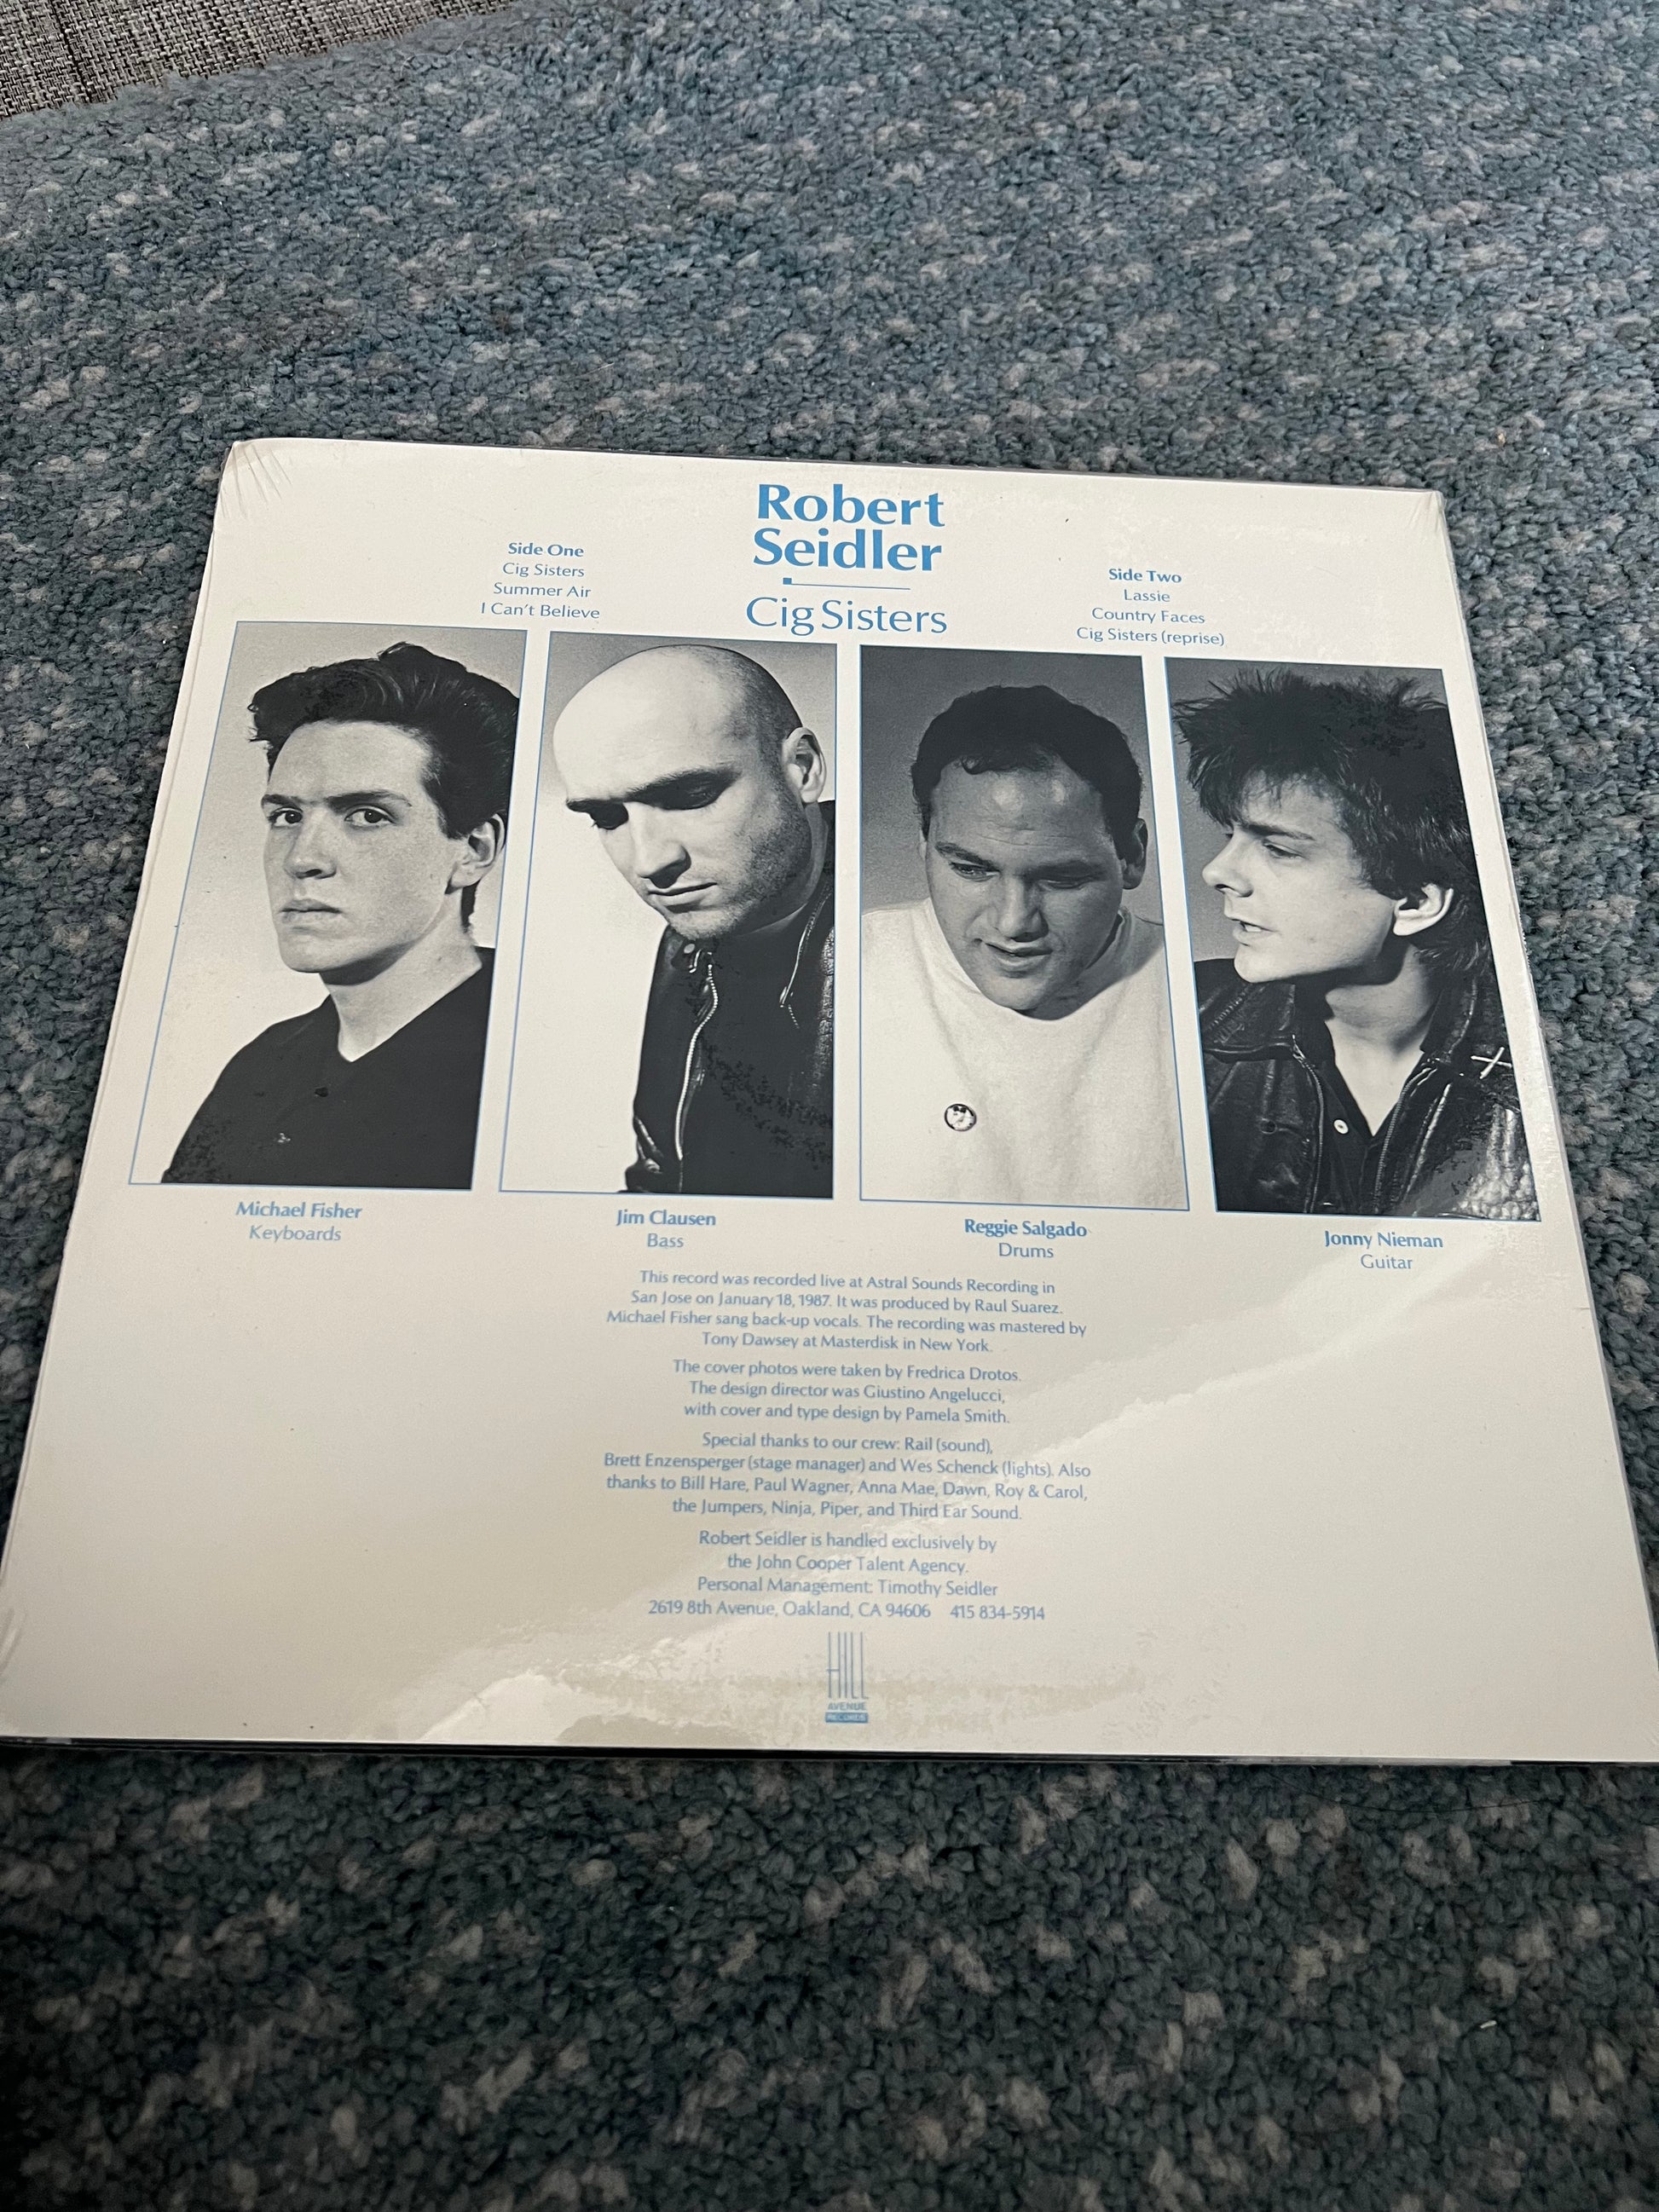 Robert
Seidler
Cig Sisters
Side One
Cig Sisters
Summer Air
I Can't Believe
Side Two
Lassie
Country Faces
Cig Sisters (reprise)
Michael Fisher
Keyboards
Jim Clausen
Bass
Reggie Salgado
Drums
Jonny Nieman
Guitar
This record was recorded live at Astral Sounds Recording in
San Jose on January 18, 1987. It was produced by Raul Suarez.
Michael Fisher sang back-up vocals. The recording was mastered by
Tony Dawsey at Masterdisk in New York.
The cover photos were taken by Fredrica Drotos.
The design director was Giustino Angelucci,
with cover and type design by Pamela Smith.
Special thanks to our crew: Rail (sound),
Brett Enzensperger (stage manager) and Wes Schenck (lights). Also
thanks to Bill Hare, Paul Wagner, Anna Mae, Dawn, Roy & Carol,
the Jumpers, Ninja, Piper, and Third Ear Sound.
Robert Seidler is handled exclusively by
the John Cooper Talent Agency.
Personal Management: Timothy Seidler
2619 8th Avenue, Oakland, CA 94606 415 834-5914
HILL
AVENUE
RECORDS